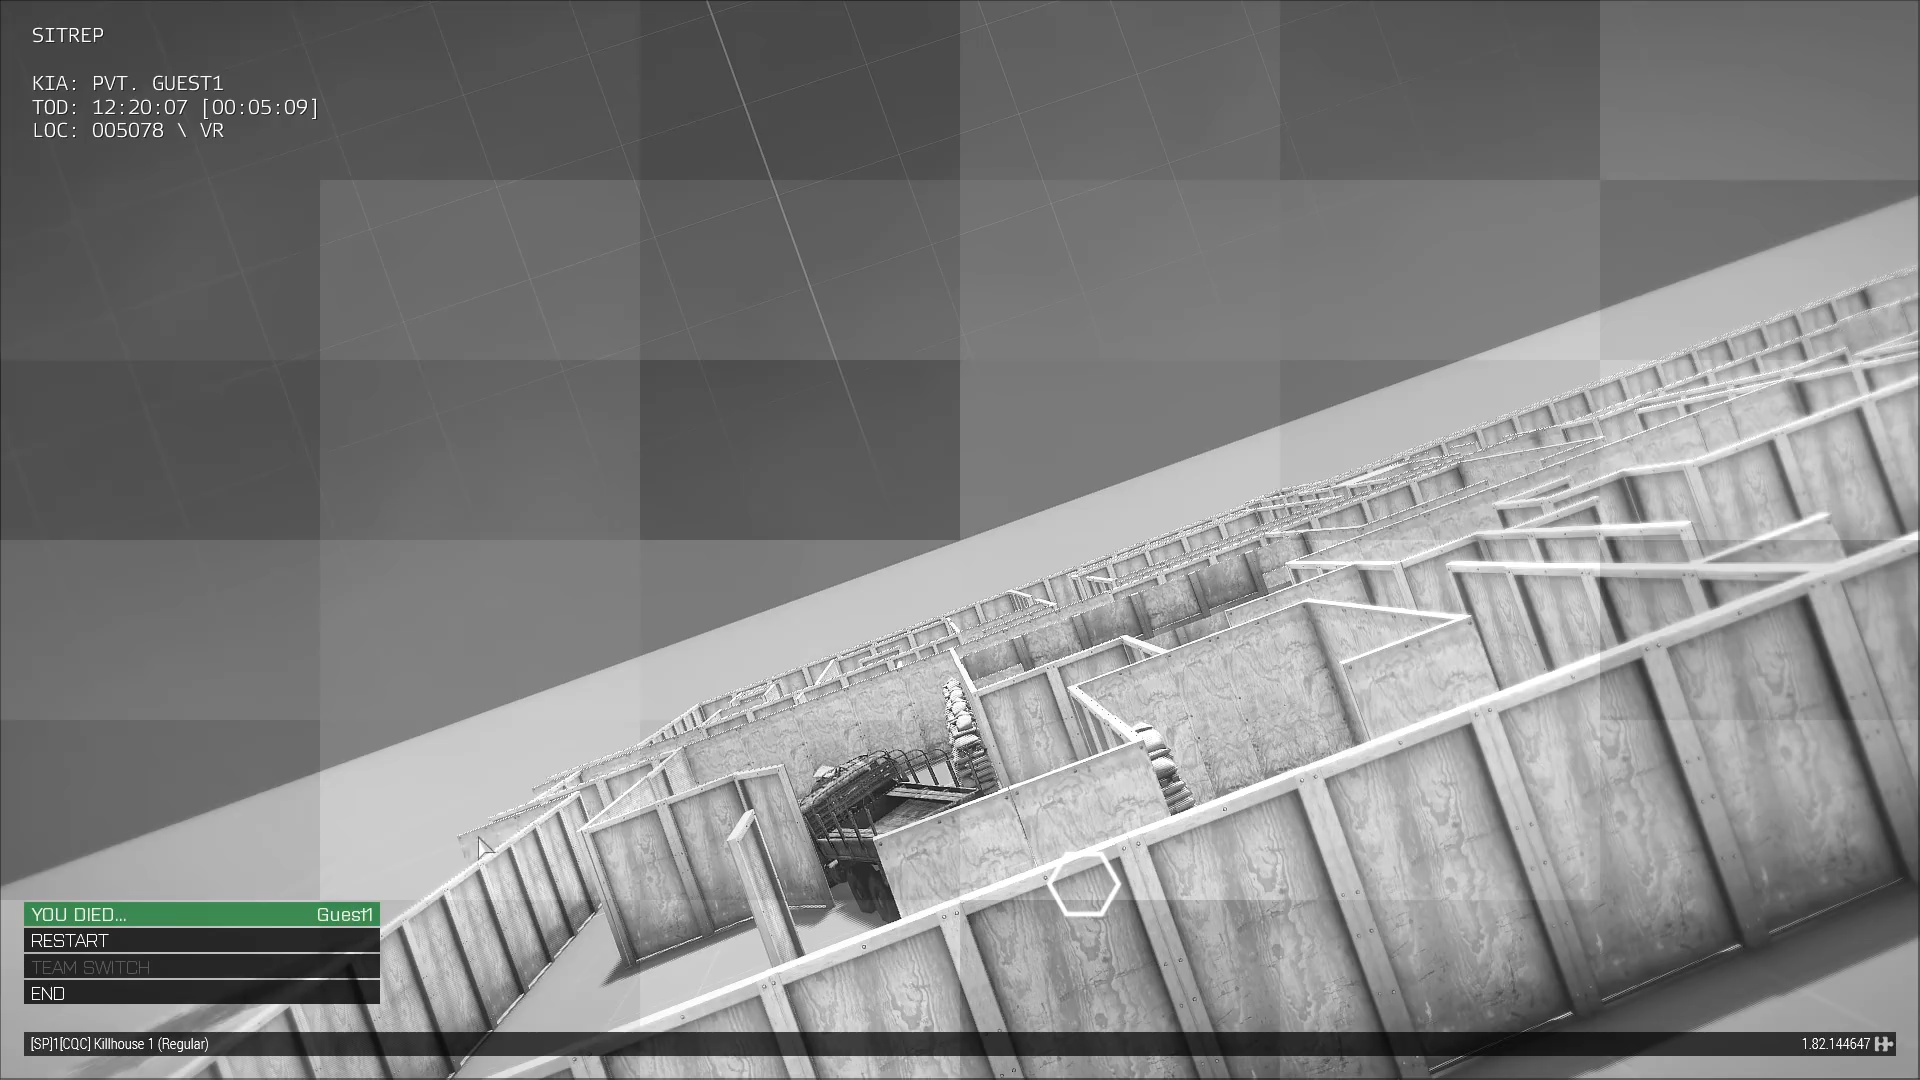 SITREP
KIA: PVT. GUEST1
TOD: 12:20:07 [00:05:09]
LOC: 005078 \ VR
YOU DIED... Guest1
RESTART
TEAM SWITCH
END
[SP]1[CQC] Killhouse 1 (Regular) 1.82.144647